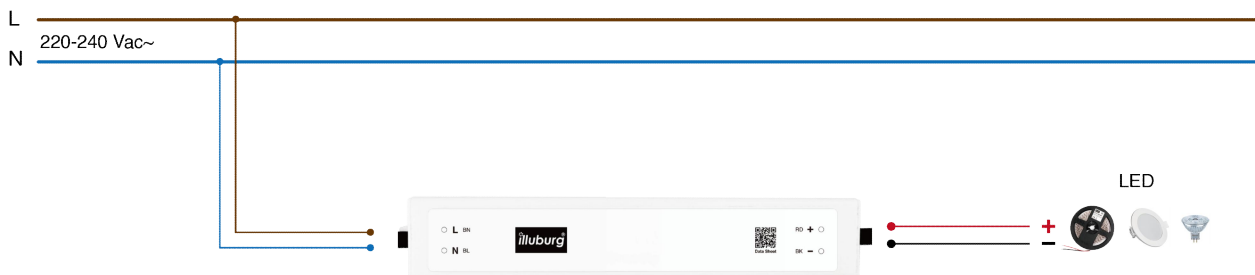 L
220-240 Vac~
N
LED
L BN
N BL
illuburg®
Data Sheet
RD +
BK −
+
−